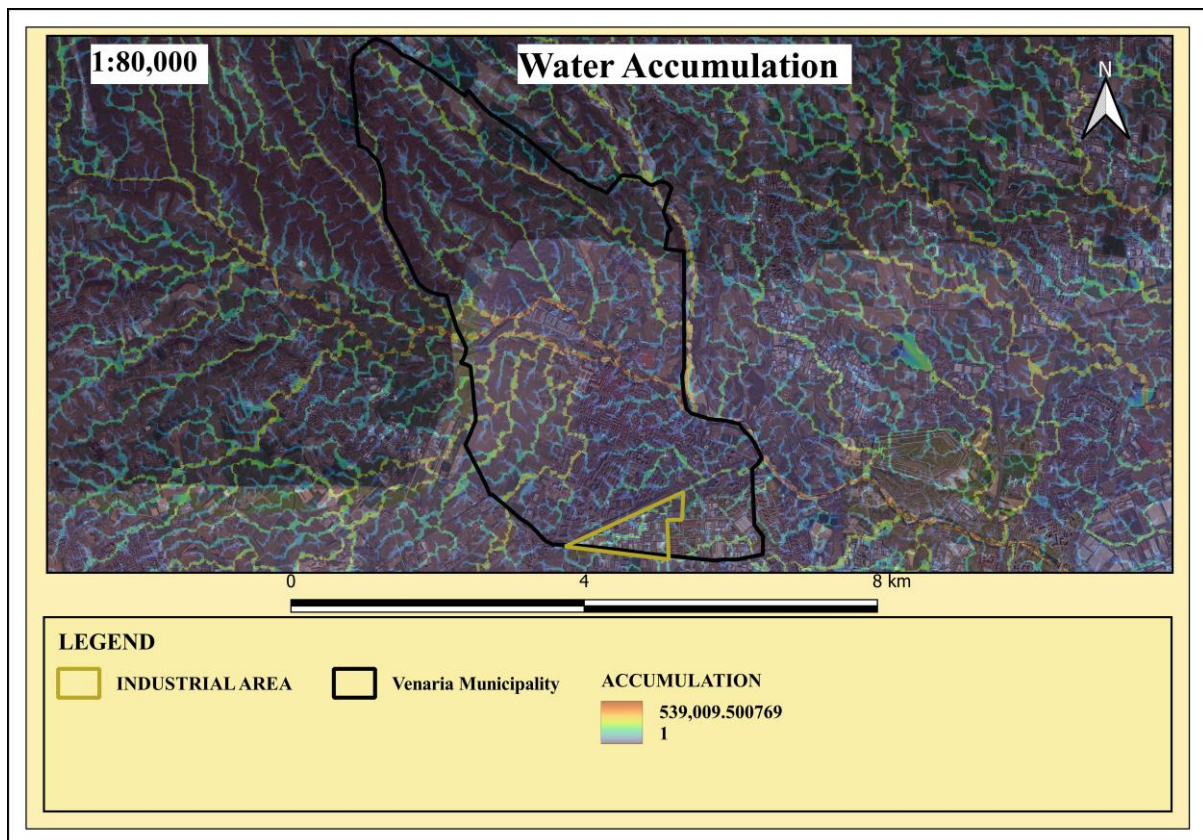 1:80,000
Water Accumulation
N
0 4 8 km
LEGEND
INDUSTRIAL AREA
Venaria Municipality
ACCUMULATION
539,009.500769
1